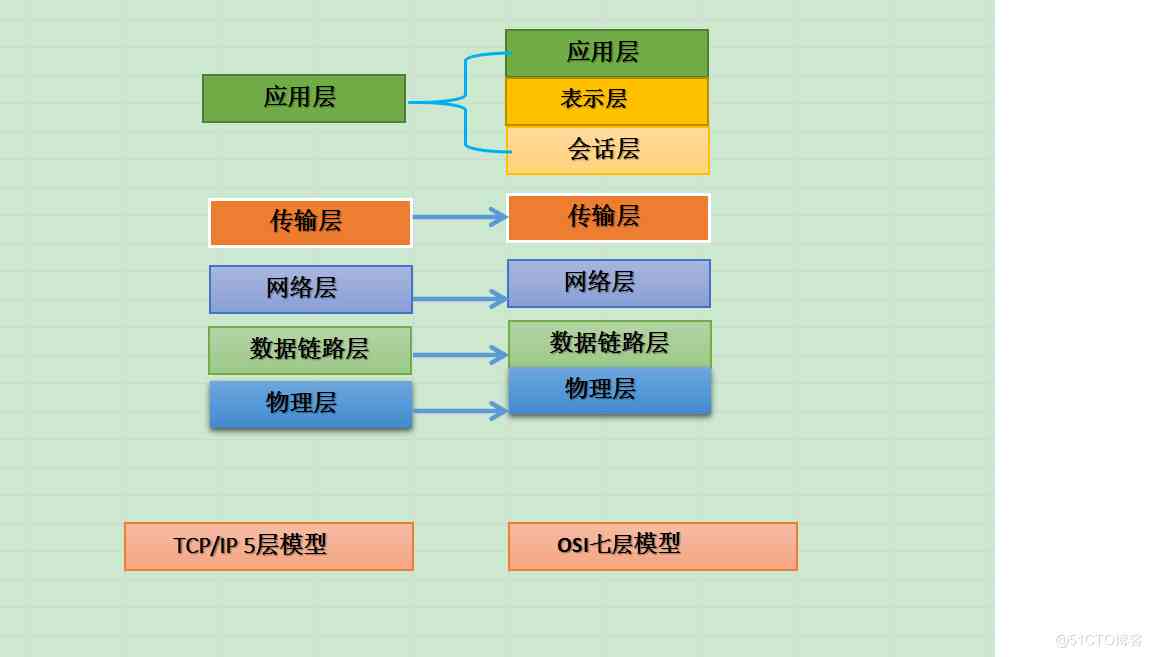 应用层
表示层
会话层
应用层
传输层
传输层
网络层
网络层
数据链路层
数据链路层
物理层
物理层
TCP/IP 5层模型
OSI七层模型
@51CTO博客